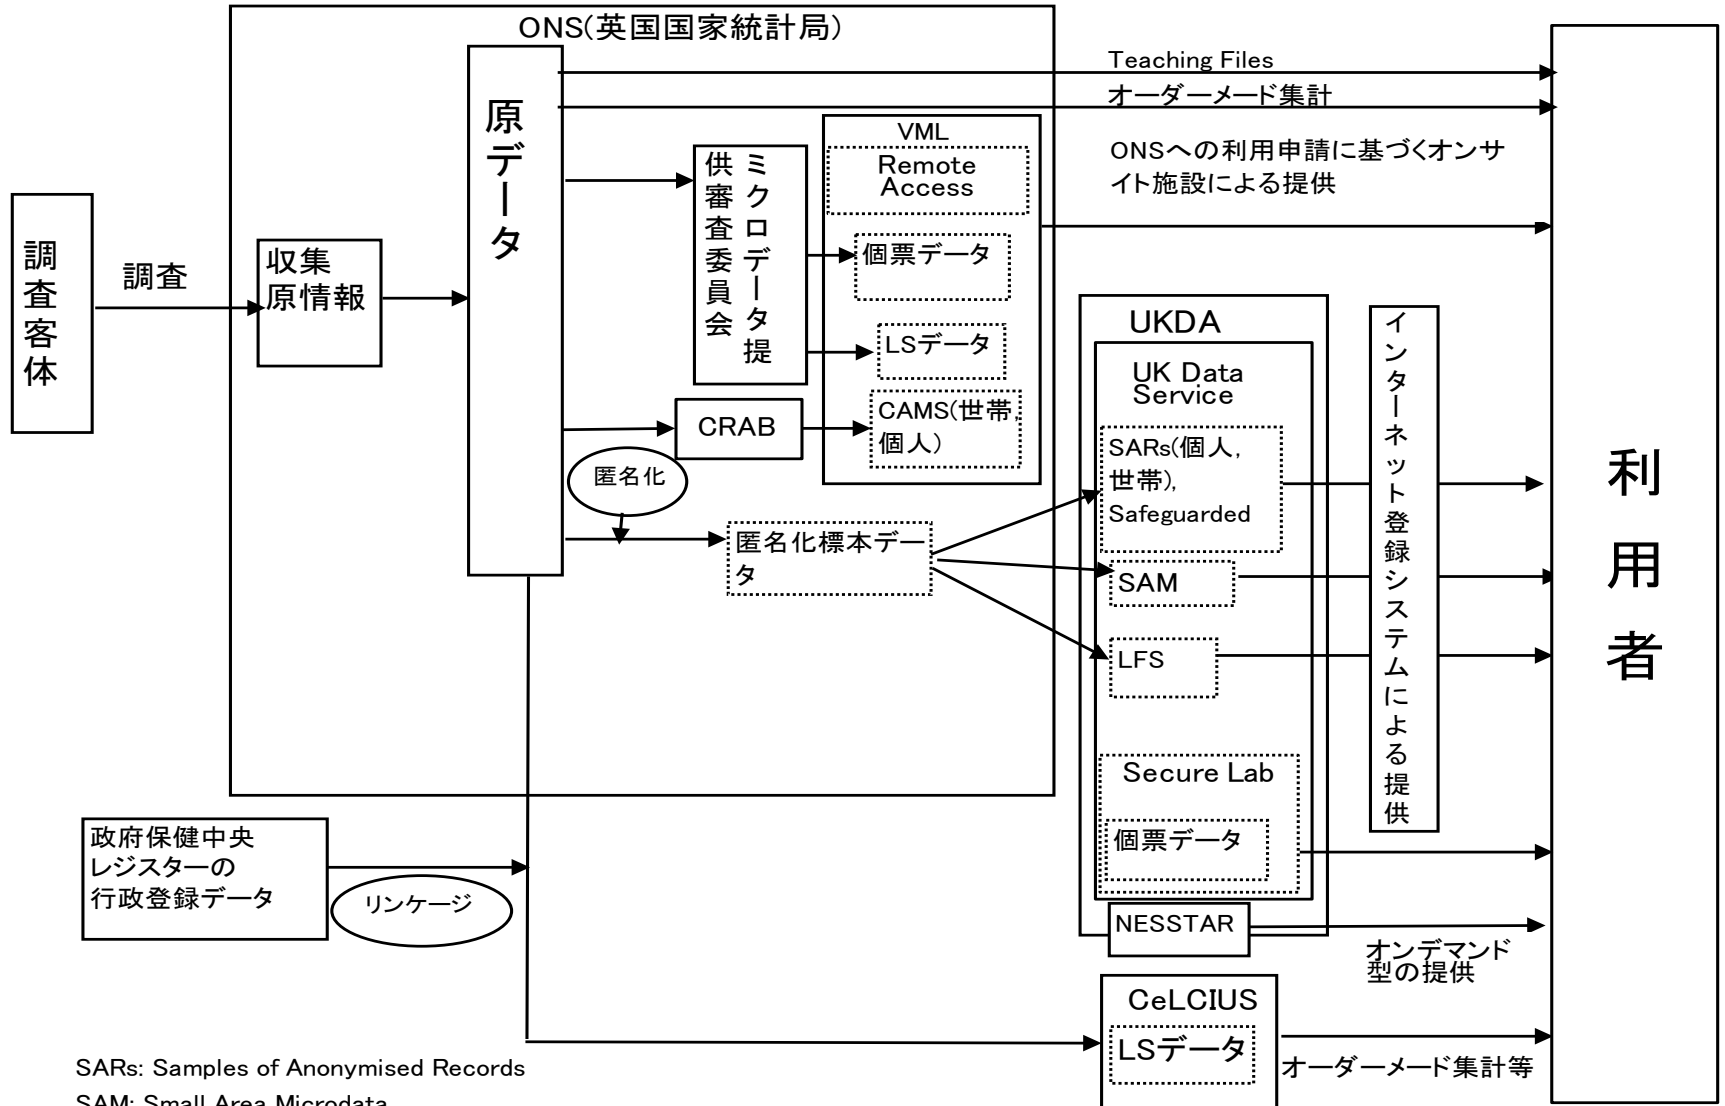 ONS(英国国家統計局)
Teaching Files
オーダーメード集計
原データ
VML
Remote
Access
ミクロデータ提
供審査委員会
ONSへの利用申請に基づくオンサ
イト施設による提供
調査客体
調査
収集
原情報
個票データ
LSデータ
CRAB
CAMS(世帯,
個人)
匿名化
匿名化標本デー
タ
UKDA
UK Data
Service
SARs(個人,
世帯),
Safeguarded
SAM
LFS
Secure Lab
個票データ
インターネット登録システムによる提供
利用者
政府保健中央
レジスターの
行政登録データ
リンケージ
NESSTAR
オンデマンド
型の提供
CeLCIUS
LSデータ
オーダーメード集計等
SARs: Samples of Anonymised Records
SAM: Small Area Microdata